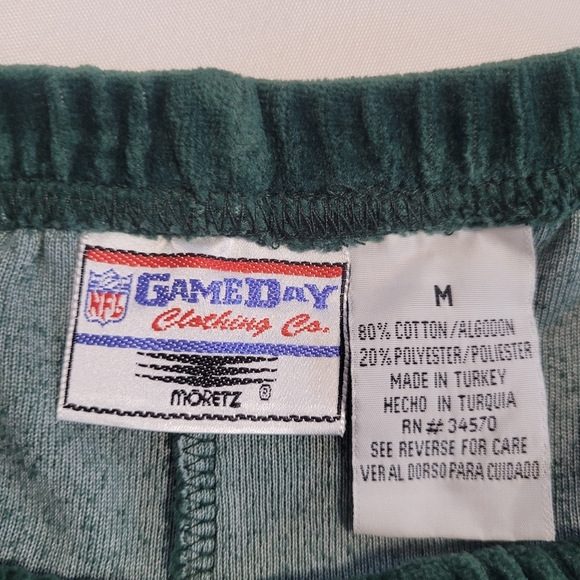 NFL
GAMEDAY
Clothing Co.
MORETZ ®
M
80% COTTON/ALGODON
20% POLYESTER/POLIESTER
MADE IN TURKEY
HECHO IN TURQUIA
RN# 34570
SEE REVERSE FOR CARE
VER AL DORSO PARA CUIDADO